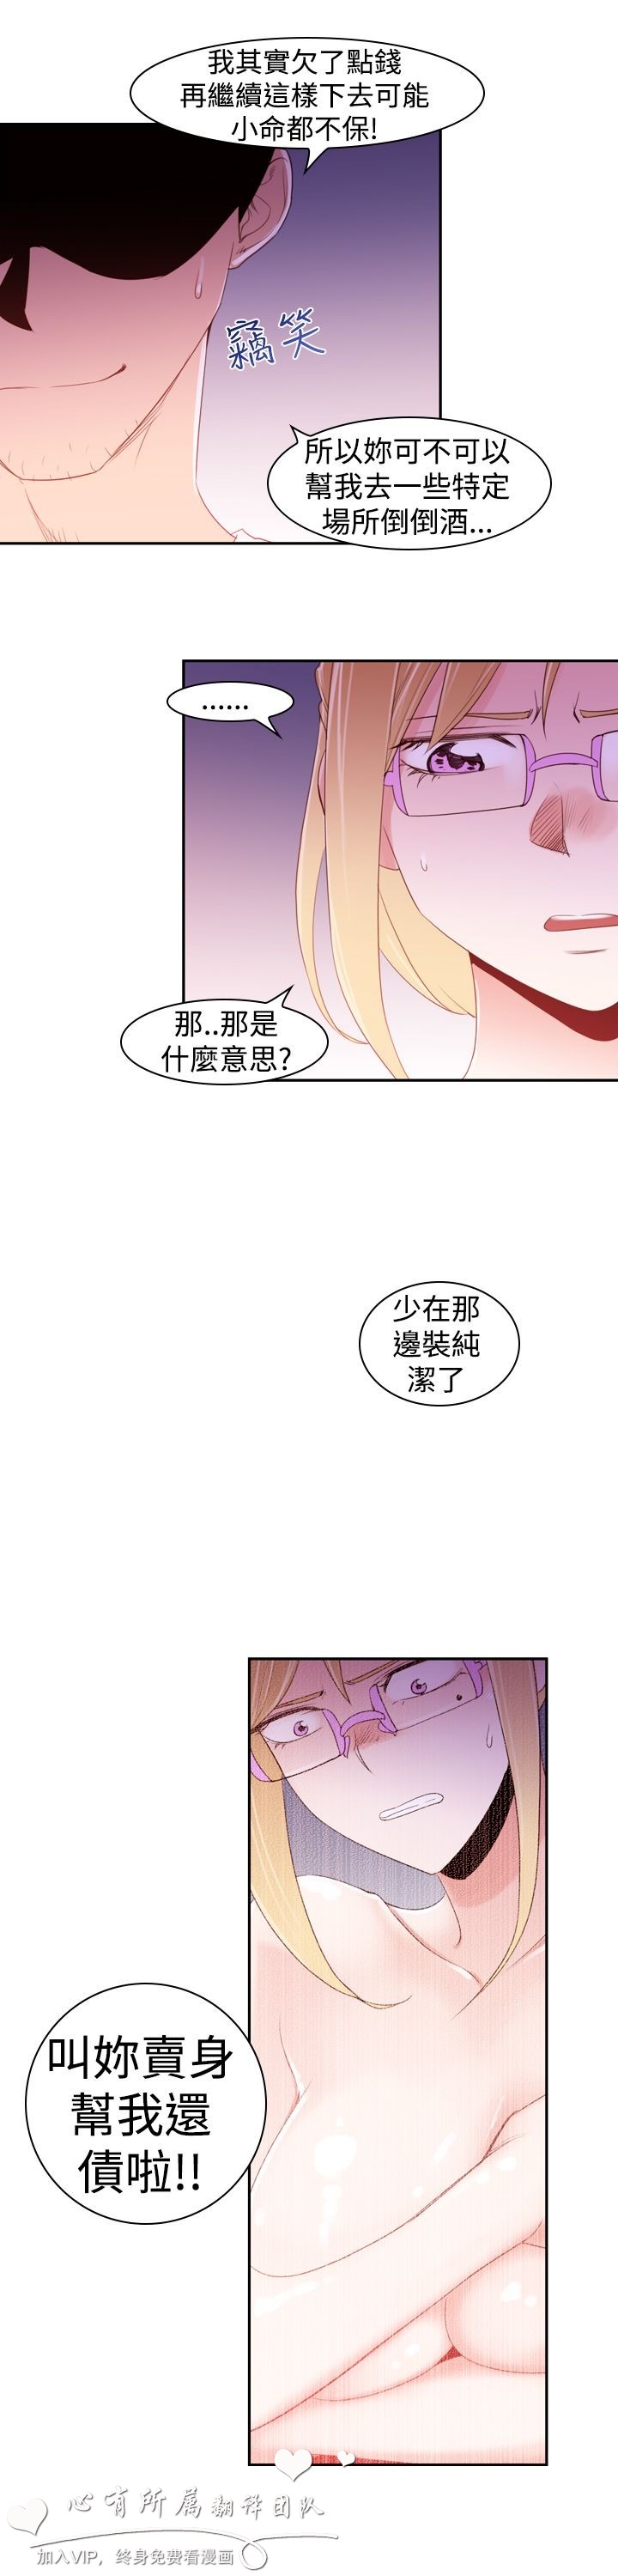 我其實欠了點錢
再繼續這樣下去可能
小命都不保!
竊笑
所以妳可不可以
幫我去一些特定
場所倒倒酒...
......
那..那是
什麼意思?
少在那
邊裝純
潔了
叫妳賣身
幫我還
債啦!!
心有所属翻译团队
加入VIP，终身免费看漫画